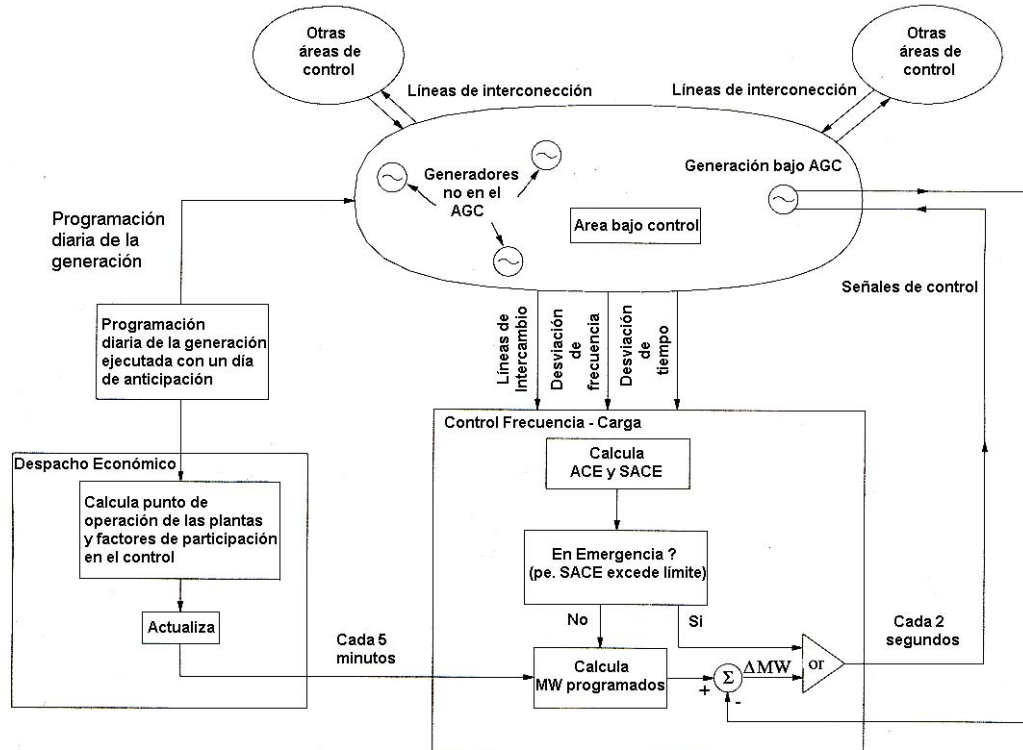 Otras
áreas de
control
Otras
áreas de
control
Líneas de interconección
Líneas de interconección
Generadores
no en el
AGC
Generación bajo AGC
Area bajo control
Programación
diaria de la
generación
Señales de control
Programación
diaria de la generación
ejecutada con un día
de anticipación
Líneas de
Intercambio
Desviación
de
frecuencia
Desviación
de
tiempo
Control Frecuencia - Carga
Calcula
ACE y SACE
Despacho Económico
Calcula punto de
operación de las plantas
y factores de participación
en el control
En Emergencia ?
(pe. SACE excede límite)
No
Si
Actualiza
Cada 5
minutos
Calcula
MW programados
+
Σ
-
ΔMW
or
Cada 2
segundos